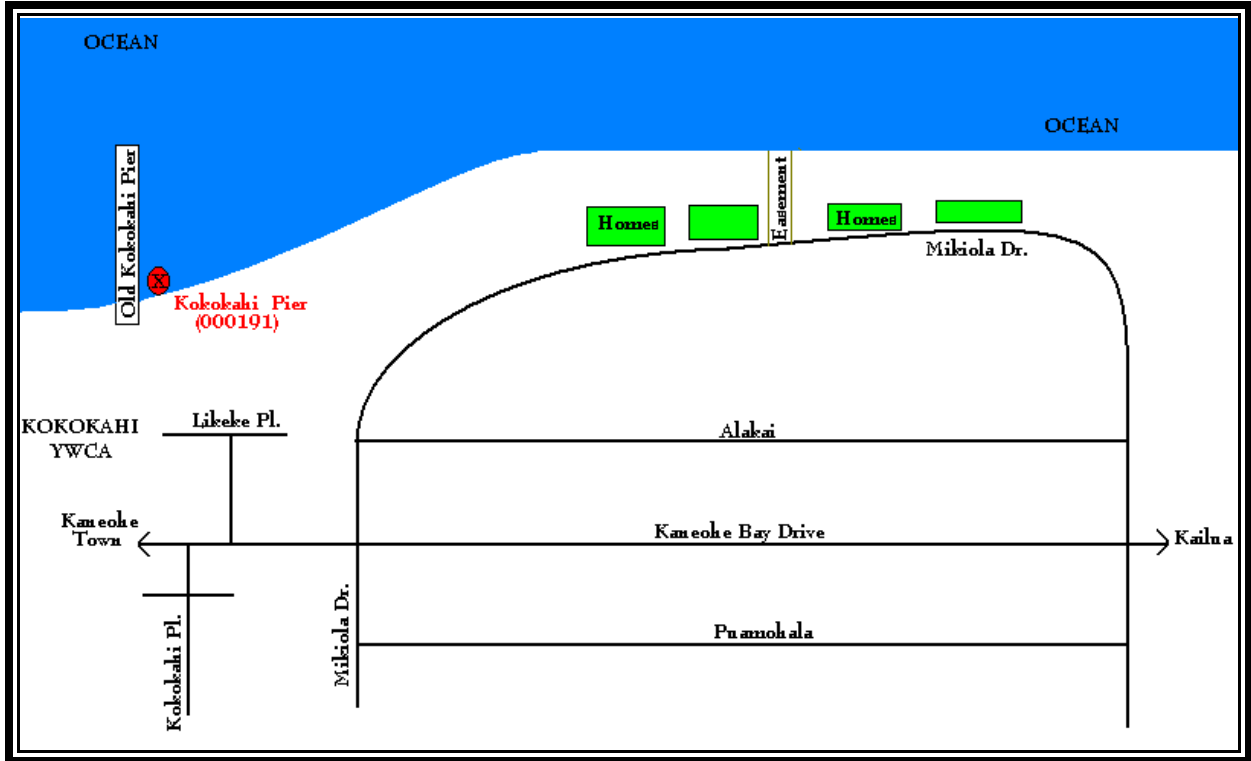 OCEAN
OCEAN
Old Kokokahi Pier
Easement
Homes
Homes
Mikiola Dr.
X
Kokokahi Pier
(000191)
Likeke Pl.
KOKOKAHI
YWCA
Alakai
Kaneohe
Town
Kaneohe Bay Drive
Kailua
Kokokahi Pl.
Mikiola Dr.
Puamohala